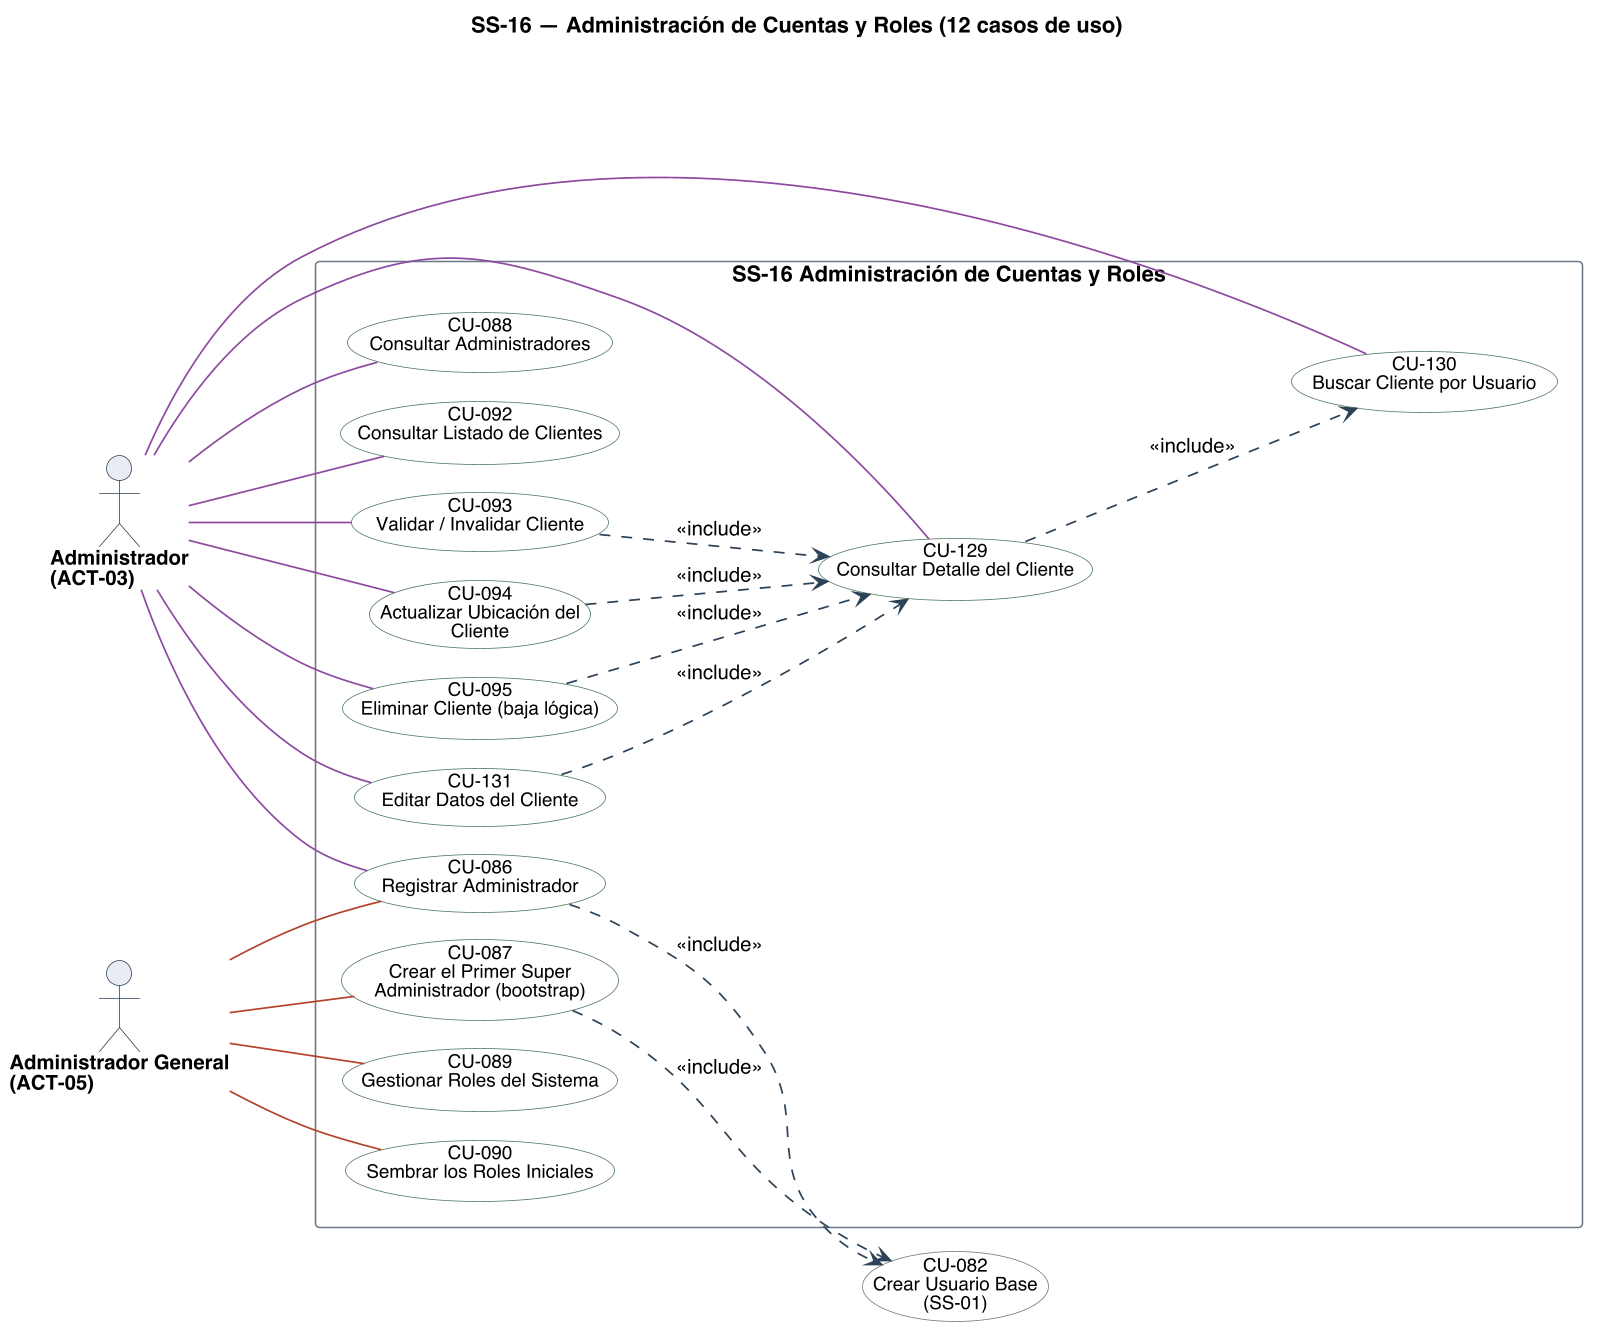 SS-16 — Administración de Cuentas y Roles (12 casos de uso)
SS-16 Administración de Cuentas y Roles
CU-088
Consultar Administradores
CU-130
Buscar Cliente por Usuario
CU-092
Consultar Listado de Clientes
«include»
CU-093
Validar / Invalidar Cliente
«include»
Administrador
(ACT-03)
CU-129
Consultar Detalle del Cliente
«include»
CU-094
Actualizar Ubicación del
Cliente
«include»
«include»
CU-095
Eliminar Cliente (baja lógica)
CU-131
Editar Datos del Cliente
CU-086
Registrar Administrador
«include»
CU-087
Crear el Primer Super
Administrador (bootstrap)
Administrador General
(ACT-05)
«include»
CU-089
Gestionar Roles del Sistema
CU-090
Sembrar los Roles Iniciales
CU-082
Crear Usuario Base
(SS-01)